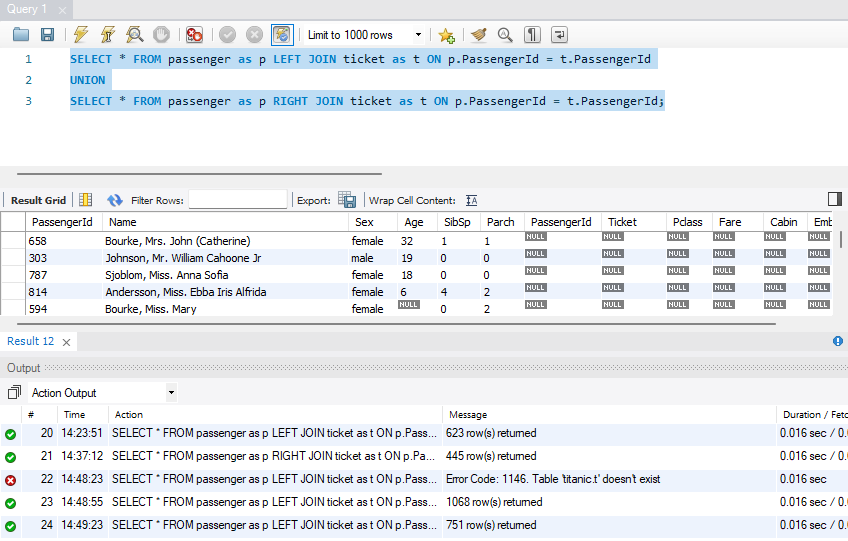 Query 1
Limit to 1000 rows
1 SELECT * FROM passenger as p LEFT JOIN ticket as t ON p.PassengerId = t.PassengerId
2 UNION
3 SELECT * FROM passenger as p RIGHT JOIN ticket as t ON p.PassengerId = t.PassengerId;
Result Grid Filter Rows: Export: Wrap Cell Content: IA
PassengerId Name Sex Age SibSp Parch PassengerId Ticket Pclass Fare Cabin Emb
658 Bourke, Mrs. John (Catherine) female 32 1 1 NULL NULL NULL NULL NULL NULL
303 Johnson, Mr. William Cahoone Jr male 19 0 0 NULL NULL NULL NULL NULL NULL
787 Sjoblom, Miss. Anna Sofia female 18 0 0 NULL NULL NULL NULL NULL NULL
814 Andersson, Miss. Ebba Iris Alfrida female 6 4 2 NULL NULL NULL NULL NULL NULL
594 Bourke, Miss. Mary female NULL 0 2 NULL NULL NULL NULL NULL NULL
Result 12
Output
Action Output
# Time Action Message Duration / Fetc
20 14:23:51 SELECT * FROM passenger as p LEFT JOIN ticket as t ON p.Pass... 623 row(s) returned 0.016 sec / 0.0
21 14:37:12 SELECT * FROM passenger as p RIGHT JOIN ticket as t ON p.Pa... 445 row(s) returned 0.016 sec / 0.0
22 14:48:23 SELECT * FROM passenger as p LEFT JOIN ticket as t ON p.Pass... Error Code: 1146. Table 'titanic.t' doesn't exist 0.016 sec
23 14:48:55 SELECT * FROM passenger as p LEFT JOIN ticket as t ON p.Pass... 1068 row(s) returned 0.016 sec / 0.0
24 14:49:23 SELECT * FROM passenger as p LEFT JOIN ticket as t ON p.Pass... 751 row(s) returned 0.016 sec / 0.0